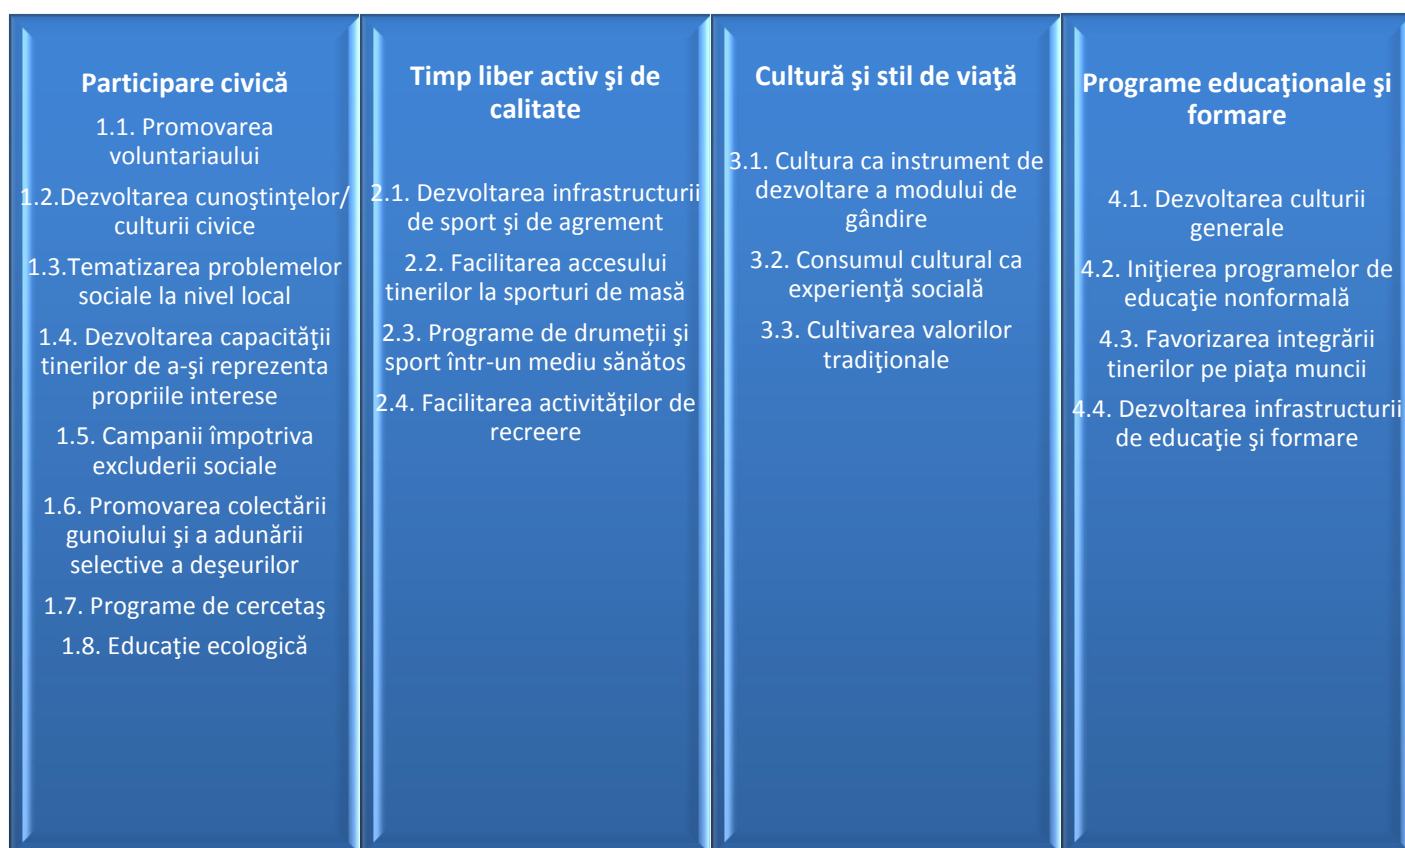 Participare civică
1.1. Promovarea
voluntariaului
1.2.Dezvoltarea cunoştinţelor/
culturii civice
1.3.Tematizarea problemelor
sociale la nivel local
1.4. Dezvoltarea capacităţii
tinerilor de a-şi reprezenta
propriile interese
1.5. Campanii împotriva
excluderii sociale
1.6. Promovarea colectării
gunoiului şi a adunării
selective a deşeurilor
1.7. Programe de cercetaş
1.8. Educaţie ecologică
Timp liber activ şi de
calitate
2.1. Dezvoltarea infrastructurii
de sport şi de agrement
2.2. Facilitarea accesului
tinerilor la sporturi de masă
2.3. Programe de drumeții şi
sport într-un mediu sănătos
2.4. Facilitarea activităţilor de
recreere
Cultură şi stil de viaţă
3.1. Cultura ca instrument de
dezvoltare a modului de
gândire
3.2. Consumul cultural ca
experienţă socială
3.3. Cultivarea valorilor
tradiţionale
Programe educaţionale şi
formare
4.1. Dezvoltarea culturii
generale
4.2. Iniţierea programelor de
educaţie nonformală
4.3. Favorizarea integrării
tinerilor pe piaţa muncii
4.4. Dezvoltarea infrastructurii
de educaţie şi formare